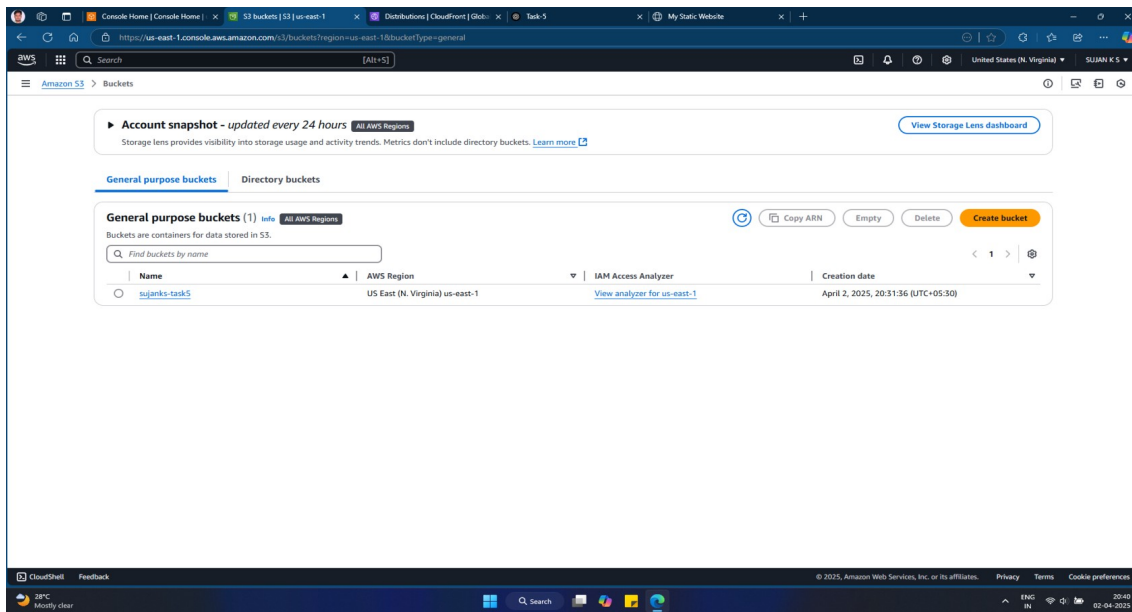 Console Home | Console Home |
S3 buckets | S3 | us-east-1
Distributions | CloudFront | Globa
Task-5
My Static Website
https://us-east-1.console.aws.amazon.com/s3/buckets?region=us-east-1&bucketType=general
aws
Search
[Alt+S]
United States (N. Virginia)
SUJAN K S
Amazon S3 > Buckets
Account snapshot - updated every 24 hours All AWS Regions
View Storage Lens dashboard
Storage lens provides visibility into storage usage and activity trends. Metrics don't include directory buckets. Learn more
General purpose buckets
Directory buckets
General purpose buckets (1) Info All AWS Regions
Copy ARN
Empty
Delete
Create bucket
Buckets are containers for data stored in S3.
Find buckets by name
1
Name
AWS Region
IAM Access Analyzer
Creation date
sujanks-task5
US East (N. Virginia) us-east-1
View analyzer for us-east-1
April 2, 2025, 20:31:36 (UTC+05:30)
CloudShell
Feedback
© 2025, Amazon Web Services, Inc. or its affiliates.
Privacy
Terms
Cookie preferences
28°C
Mostly clear
Search
ENG
IN
20:40
02-04-2025